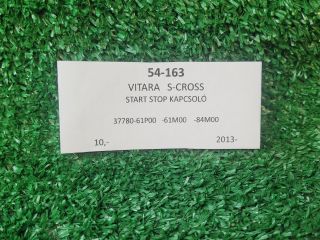 54-163
VITARA S-CROSS
START STOP KAPCSOLÓ
37780-61P00 -61M00 -84M00
10,- 2013-